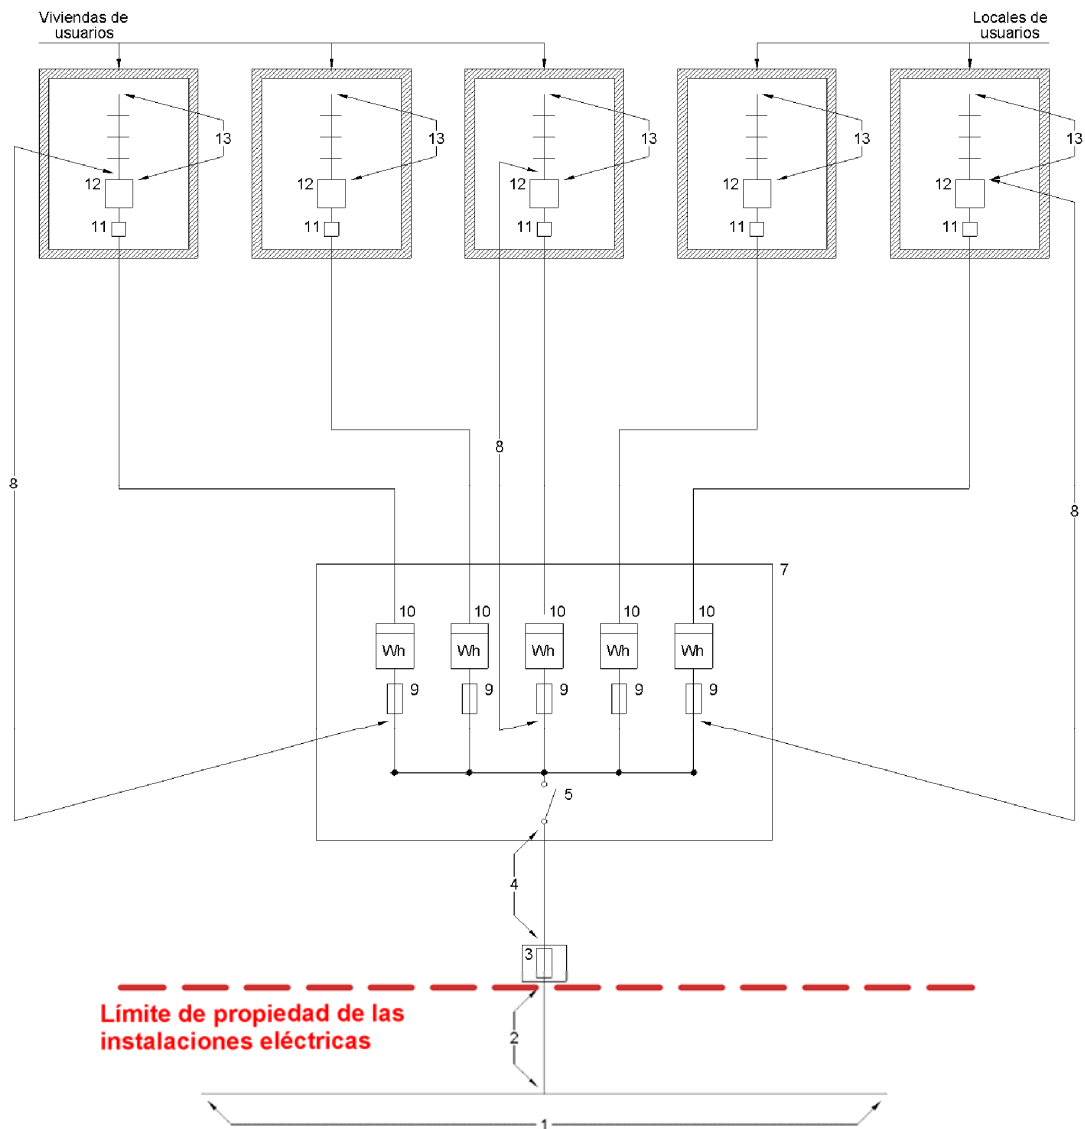 Viviendas de
usuarios
Locales de
usuarios
13 13 13 13 13
12 12 12 12 12
11 11 11 11 11
8
8
8
7
10 10 10 10 10
Wh Wh Wh Wh Wh
9 9 9 9 9
5
4
3
Límite de propiedad de las
instalaciones eléctricas
2
1